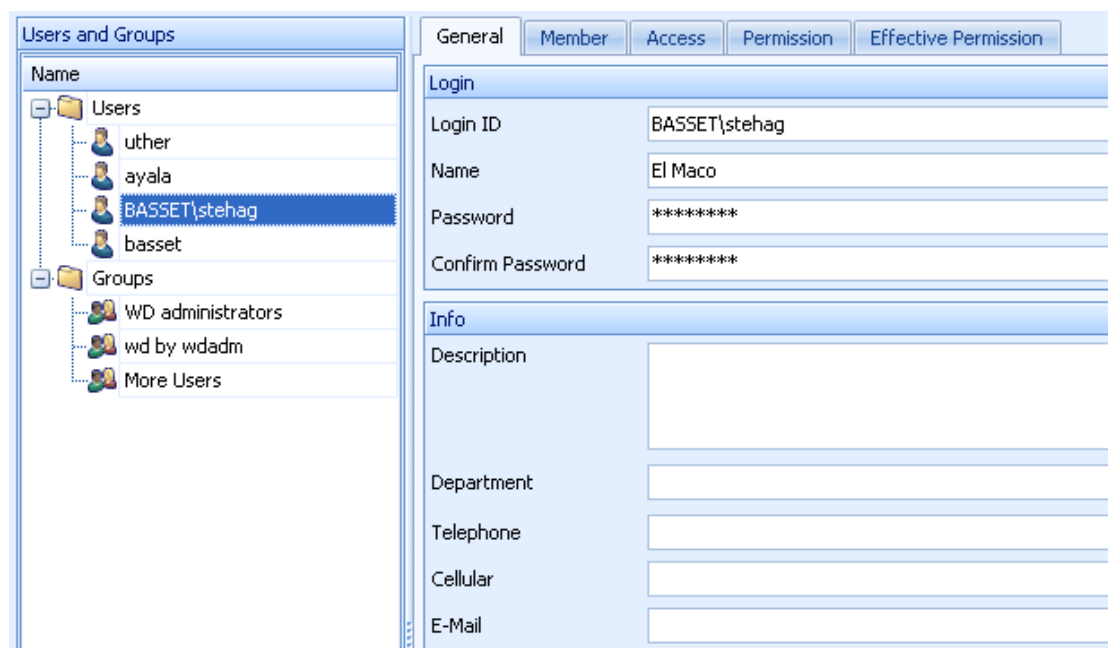 Users and Groups
Name
Users
uther
ayala
BASSET\stehag
basset
Groups
WD administrators
wd by wdadm
More Users
General Member Access Permission Effective Permission
Login
Login ID BASSET\stehag
Name El Maco
Password ********
Confirm Password ********
Info
Description
Department
Telephone
Cellular
E-Mail